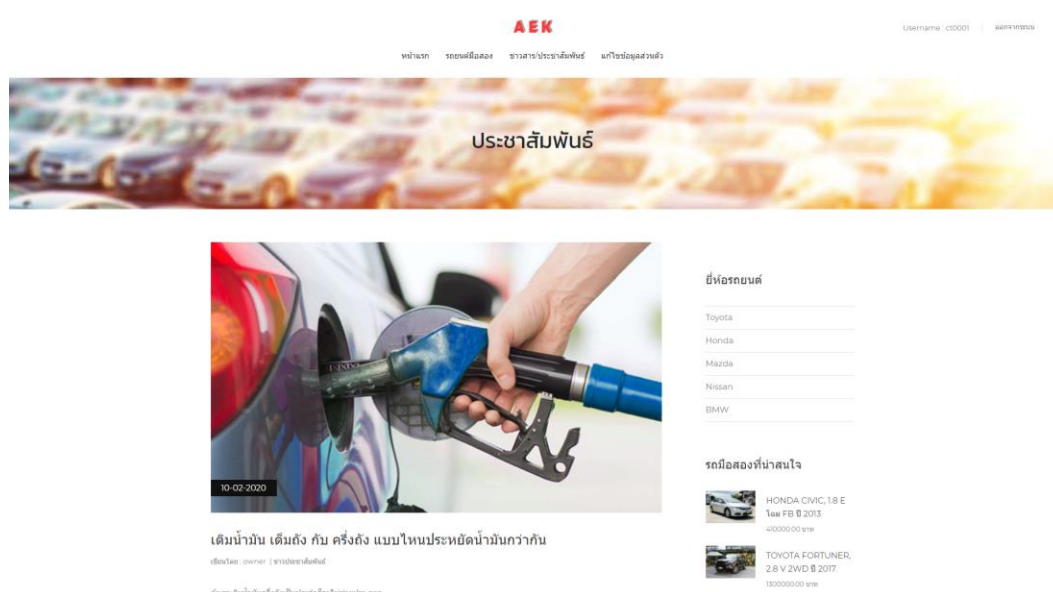 AEK
Username : ct0001 | ออกจากระบบ
หน้าแรก รถยนต์มือสอง ข่าวสาร/ประชาสัมพันธ์ แก้ไขข้อมูลส่วนตัว
ประชาสัมพันธ์
10-02-2020
เติมน้ำมัน เต็มถัง กับ ครึ่งถัง แบบไหนประหยัดน้ำมันกว่ากัน
เขียนโดย : owner | ข่าวประชาสัมพันธ์
ยี่ห้อรถยนต์
Toyota
Honda
Mazda
Nissan
BMW
รถมือสองที่น่าสนใจ
HONDA CIVIC, 1.8 E
โฉม FB ปี 2013
410000.00 บาท
TOYOTA FORTUNER,
2.8 V 2WD ปี 2017
1300000.00 บาท